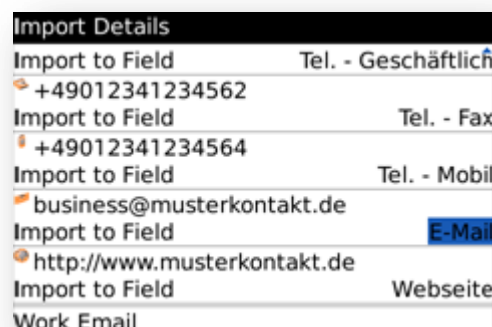 Import Details
Import to Field Tel. - Geschäftlich
+49012341234562
Import to Field Tel. - Fax
+49012341234564
Import to Field Tel. - Mobil
business@musterkontakt.de
Import to Field E-Mail
http://www.musterkontakt.de
Import to Field Webseite
Work Email